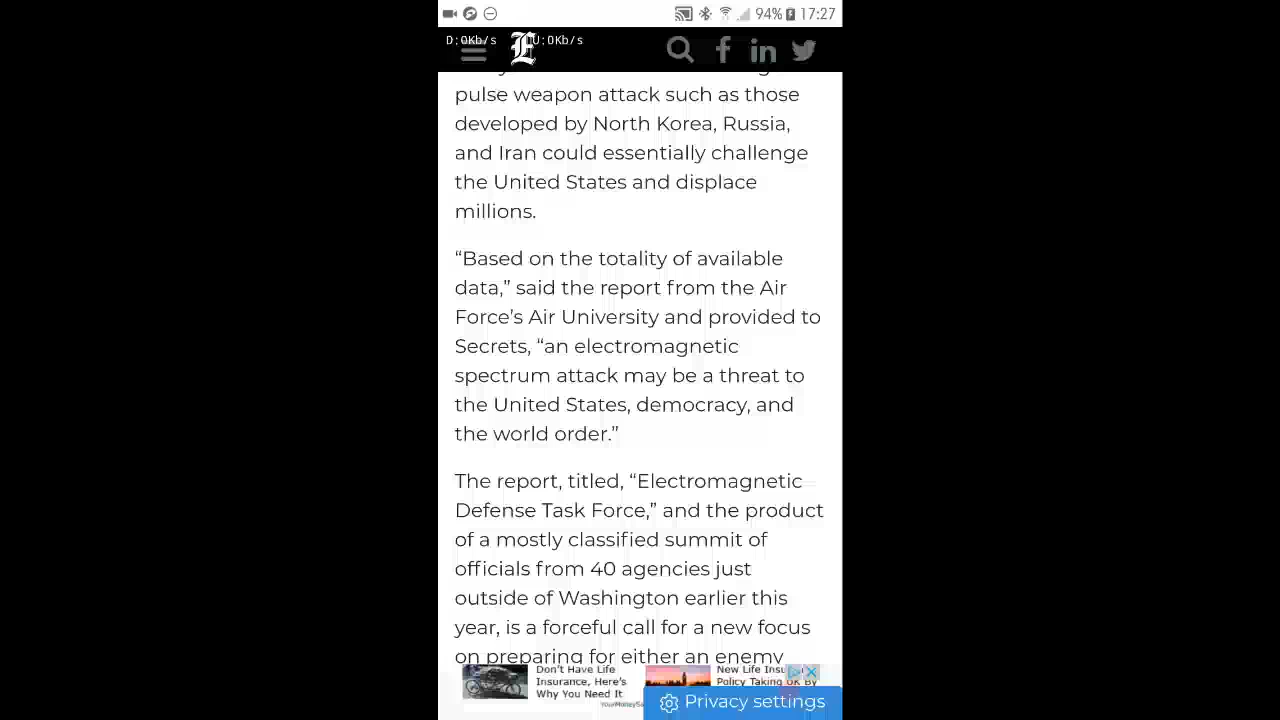 94% 17:27
D:0Kb/s U:0Kb/s
pulse weapon attack such as those
developed by North Korea, Russia,
and Iran could essentially challenge
the United States and displace
millions.
“Based on the totality of available
data,” said the report from the Air
Force’s Air University and provided to
Secrets, “an electromagnetic
spectrum attack may be a threat to
the United States, democracy, and
the world order.”
The report, titled, “Electromagnetic
Defense Task Force,” and the product
of a mostly classified summit of
officials from 40 agencies just
outside of Washington earlier this
year, is a forceful call for a new focus
on preparing for either an enemy
Don't Have Life
Insurance, Here's
Why You Need It
New Life
Policy Taking By
Privacy settings